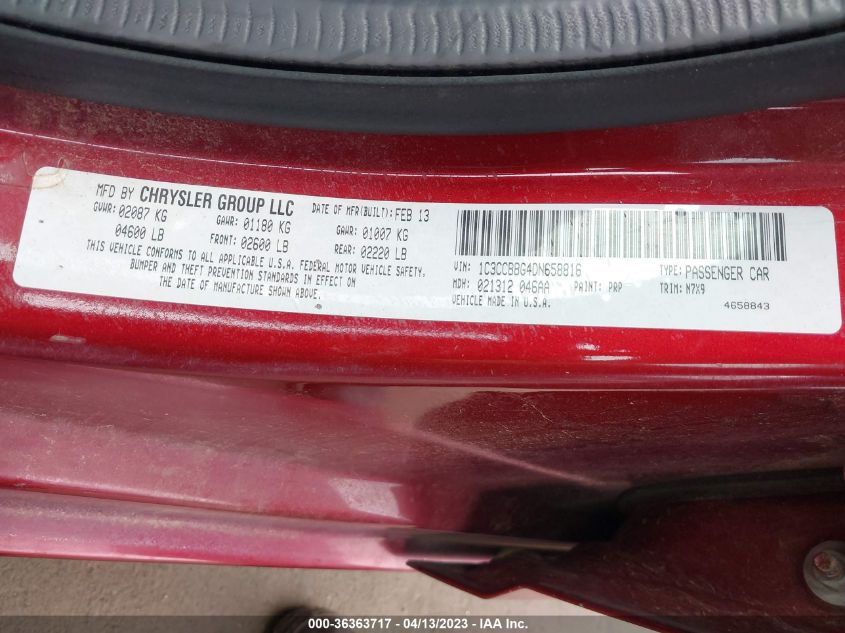 MFD BY CHRYSLER GROUP LLC
DATE OF MFR(BUILT): FEB 13
GVWR: 02087 KG
GAWR: 01180 KG
GAWR: 01007 KG
04600 LB
FRONT: 02600 LB
REAR: 02220 LB
THIS VEHICLE CONFORMS TO ALL APPLICABLE U.S.A. FEDERAL MOTOR VEHICLE SAFETY,
BUMPER AND THEFT PREVENTION STANDARDS IN EFFECT ON
THE DATE OF MANUFACTURE SHOWN ABOVE.
VIN: 1C3CCBBG4DN658816
TYPE: PASSENGER CAR
MDH: 021312 046AA
PAINT: PRP
TRIM: N7X9
VEHICLE MADE IN U.S.A.
4658843
000-36363717 - 04/13/2023 - IAA Inc.